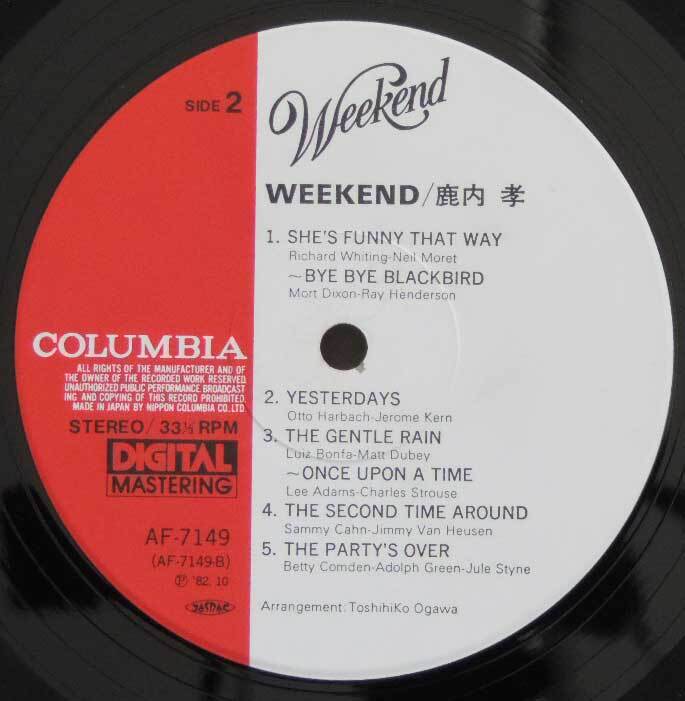 SIDE 2
Weekend
WEEKEND/鹿内 孝
1. SHE'S FUNNY THAT WAY
Richard Whiting-Neil Moret
~BYE BYE BLACKBIRD
Mort Dixon-Ray Henderson
2. YESTERDAYS
Otto Harbach-Jerome Kern
3. THE GENTLE RAIN
Luiz Bonfa-Matt Dubey
~ONCE UPON A TIME
Lee Adams-Charles Strouse
4. THE SECOND TIME AROUND
Sammy Cahn-Jimmy Van Heusen
5. THE PARTY'S OVER
Betty Comden-Adolph Green-Jule Styne
Arrangement: ToshihiKo Ogawa
COLUMBIA
ALL RIGHTS OF THE MANUFACTURER AND OF
THE OWNER OF THE RECORDED WORK RESERVED
UNAUTHORIZED PUBLIC PERFORMANCE BROADCAST
ING AND COPYING OF THIS RECORD PROHIBITED.
MADE IN JAPAN BY NIPPON COLUMBIA CO.LTD.
STEREO/33⅓ RPM
DIGITAL
MASTERING
AF-7149
(AF-7149-B)
Ⓟ '82. 10
JASRAC